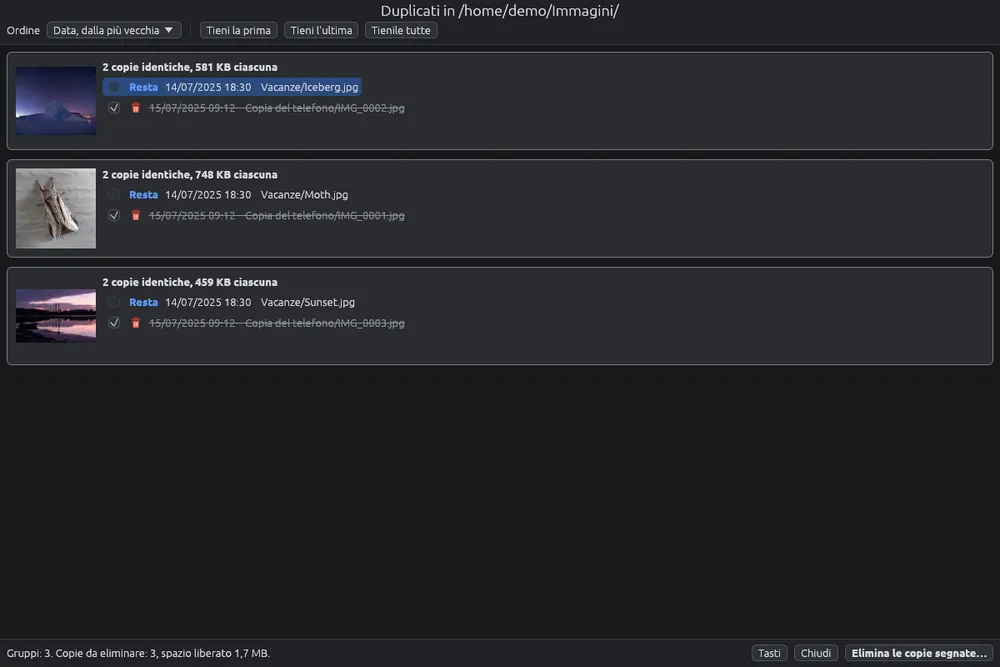 Duplicati in /home/demo/Immagini/
Ordine Data, dalla più vecchia Tieni la prima Tieni l'ultima Tienile tutte
2 copie identiche, 581 KB ciascuna
Resta 14/07/2025 18:30 Vacanze/Iceberg.jpg
15/07/2025 09:12 Copia del telefono/IMG_0002.jpg
2 copie identiche, 748 KB ciascuna
Resta 14/07/2025 18:30 Vacanze/Moth.jpg
15/07/2025 09:12 Copia del telefono/IMG_0001.jpg
2 copie identiche, 459 KB ciascuna
Resta 14/07/2025 18:30 Vacanze/Sunset.jpg
15/07/2025 09:12 Copia del telefono/IMG_0003.jpg
Gruppi: 3. Copie da eliminare: 3, spazio liberato 1,7 MB. Tasti Chiudi Elimina le copie segnate...